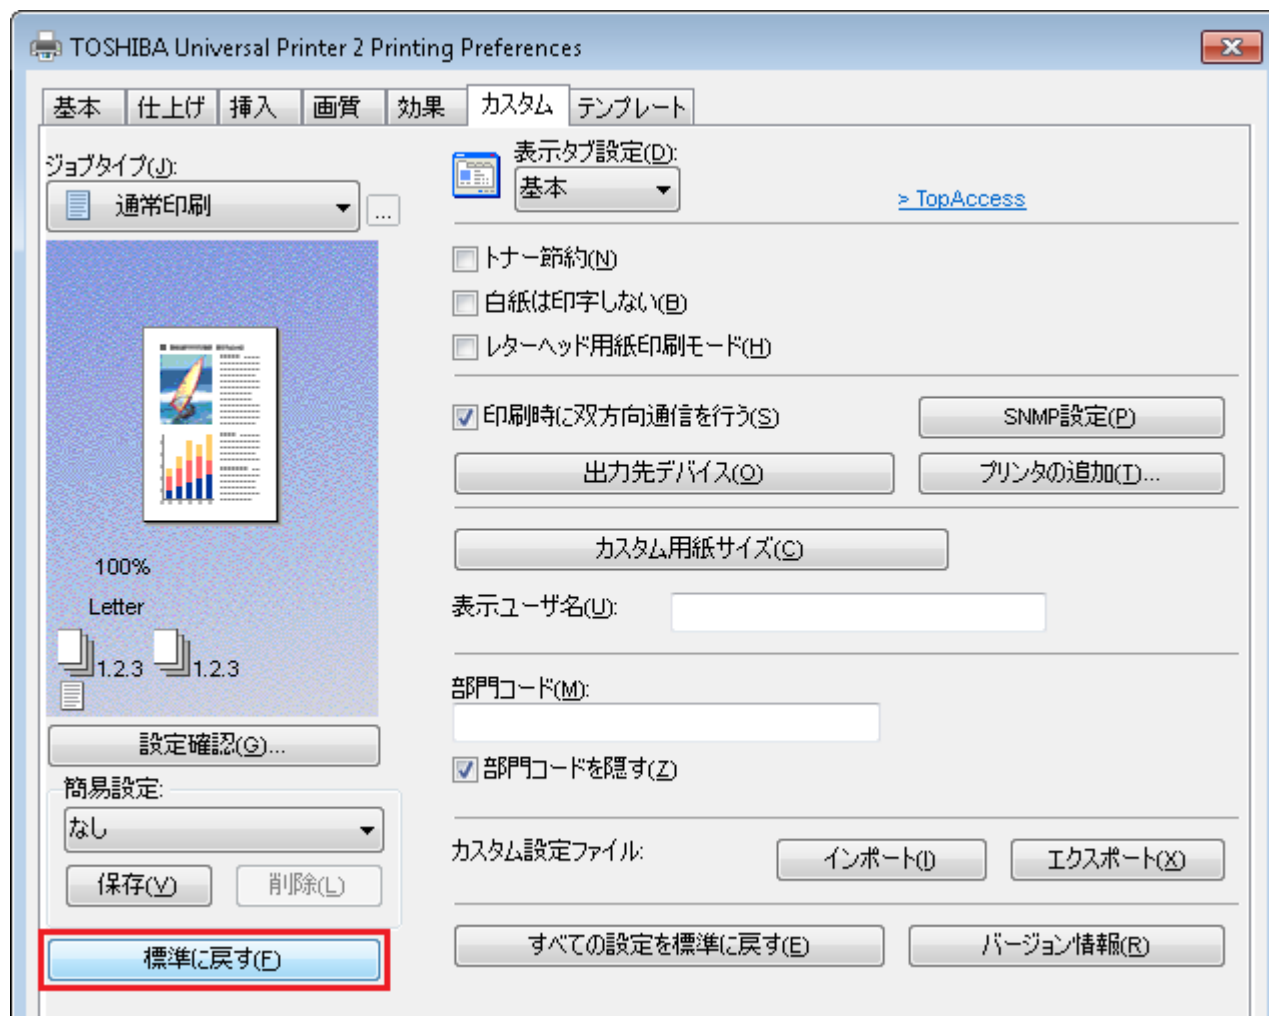 TOSHIBA Universal Printer 2 Printing Preferences
基本 仕上げ 挿入 画質 効果 カスタム テンプレート
ジョブタイプ(J):
通常印刷
...
100%
Letter
1.2.3 1.2.3
設定確認(G)...
簡易設定:
なし
保存(V) 削除(L)
標準に戻す(F)
表示タブ設定(D):
基本
> TopAccess
トナー節約(N)
白紙は印字しない(B)
レターヘッド用紙印刷モード(H)
印刷時に双方向通信を行う(S) SNMP設定(P)
出力先デバイス(O) プリンタの追加(T)...
カスタム用紙サイズ(C)
表示ユーザ名(U):
部門コード(M):
部門コードを隠す(Z)
カスタム設定ファイル: インポート(I) エクスポート(X)
すべての設定を標準に戻す(E) バージョン情報(R)